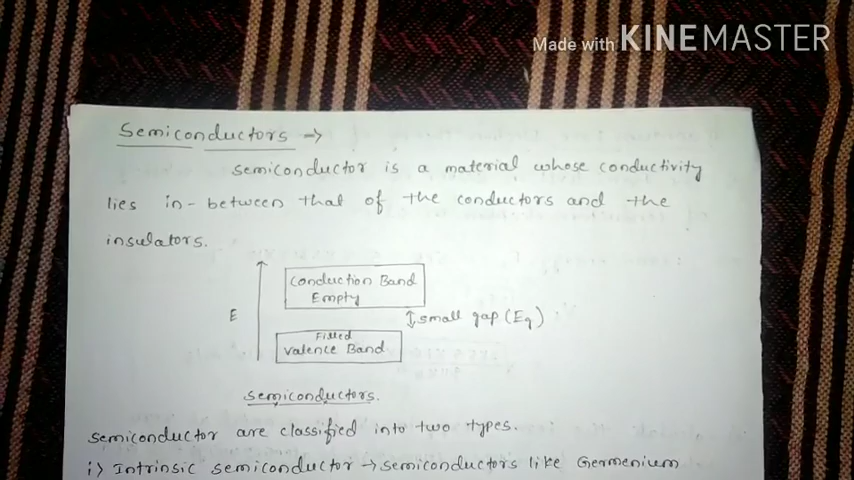 Made with KINEMASTER
Semiconductors →
semiconductor is a material whose conductivity
lies in-between that of the conductors and the
insulators.
Conduction Band
Empty
E
small gap (Eg)
Filled
Valence Band
semiconductors.
semiconductor are classified into two types.
i) Intrinsic semiconductor → semiconductors like Germenium